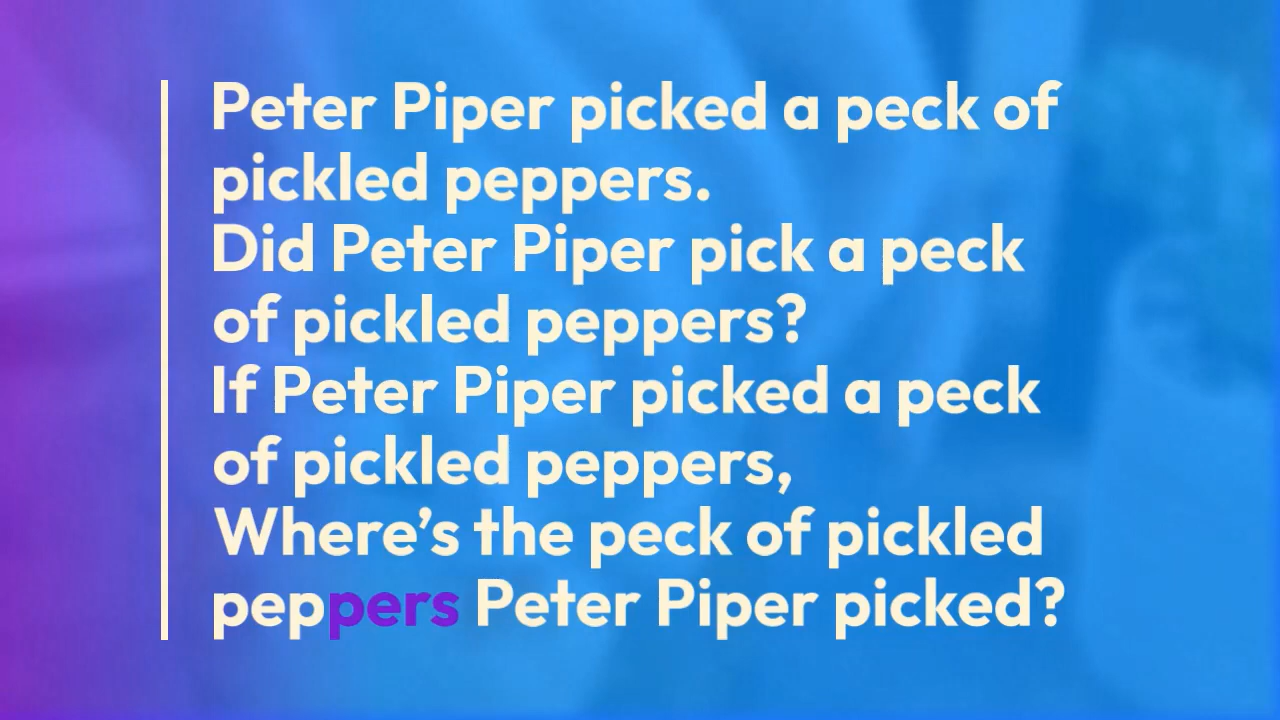 Peter Piper picked a peck of
pickled peppers.
Did Peter Piper pick a peck
of pickled peppers?
If Peter Piper picked a peck
of pickled peppers,
Where’s the peck of pickled
peppers Peter Piper picked?